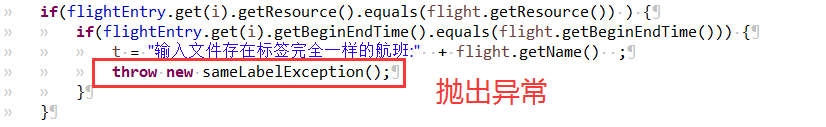 if(flightEntry.get(i).getResource().equals(flight.getResource()) ) {
if(flightEntry.get(i).getBeginEndTime().equals(flight.getBeginEndTime())) {
t = "输入文件存在标签完全一样的航班:" + flight.getName() ;
throw new sameLabelException();
}
}
抛出异常